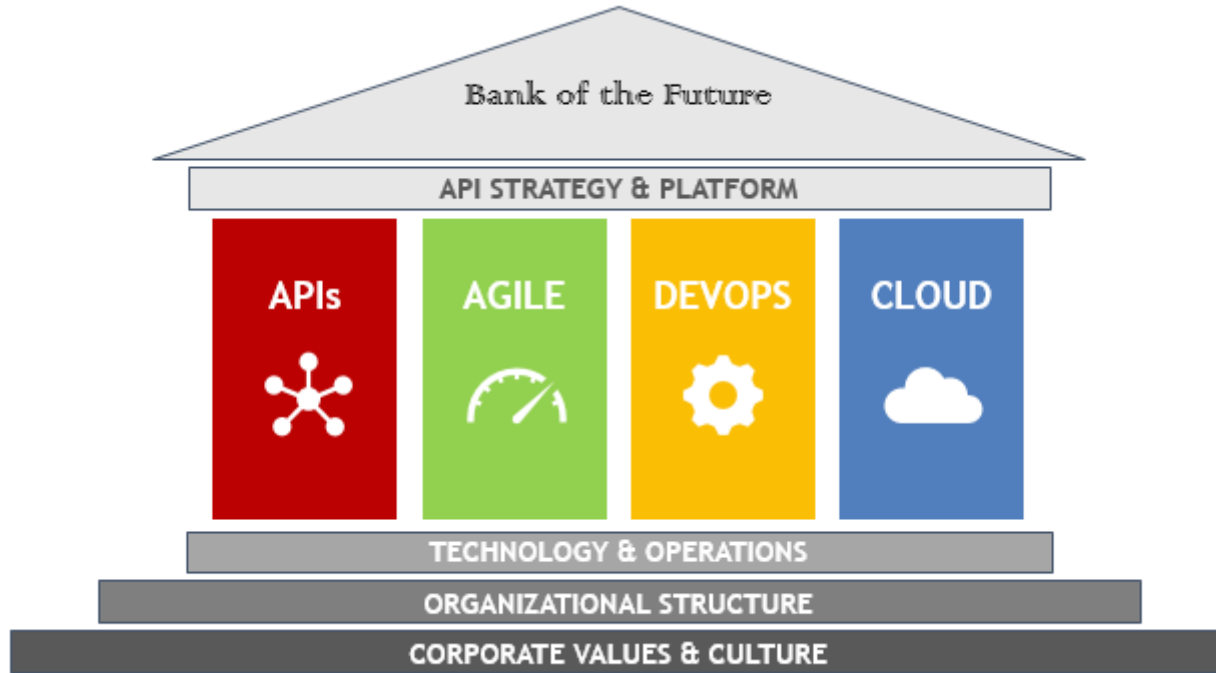 Bank of the Future
API STRATEGY & PLATFORM
APIs
AGILE
DEVOPS
CLOUD
TECHNOLOGY & OPERATIONS
ORGANIZATIONAL STRUCTURE
CORPORATE VALUES & CULTURE